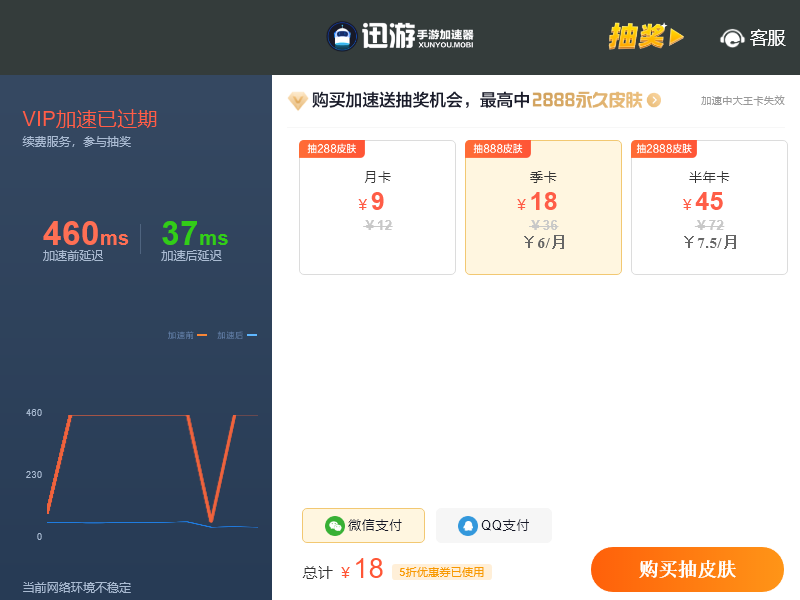 迅游手游加速器
XUNYOU.MOBI
抽奖
客服
VIP加速已过期
续费服务，参与抽奖
460ms
加速前延迟
37ms
加速后延迟
加速前
加速后
460
230
0
当前网络环境不稳定
购买加速送抽奖机会，最高中2888永久皮肤
加速中大王卡失效
抽288皮肤
月卡
¥9
¥12
抽888皮肤
季卡
¥18
¥36
¥6/月
抽2888皮肤
半年卡
¥45
¥72
¥7.5/月
微信支付
QQ支付
总计 ¥18 5折优惠券已使用
购买抽皮肤